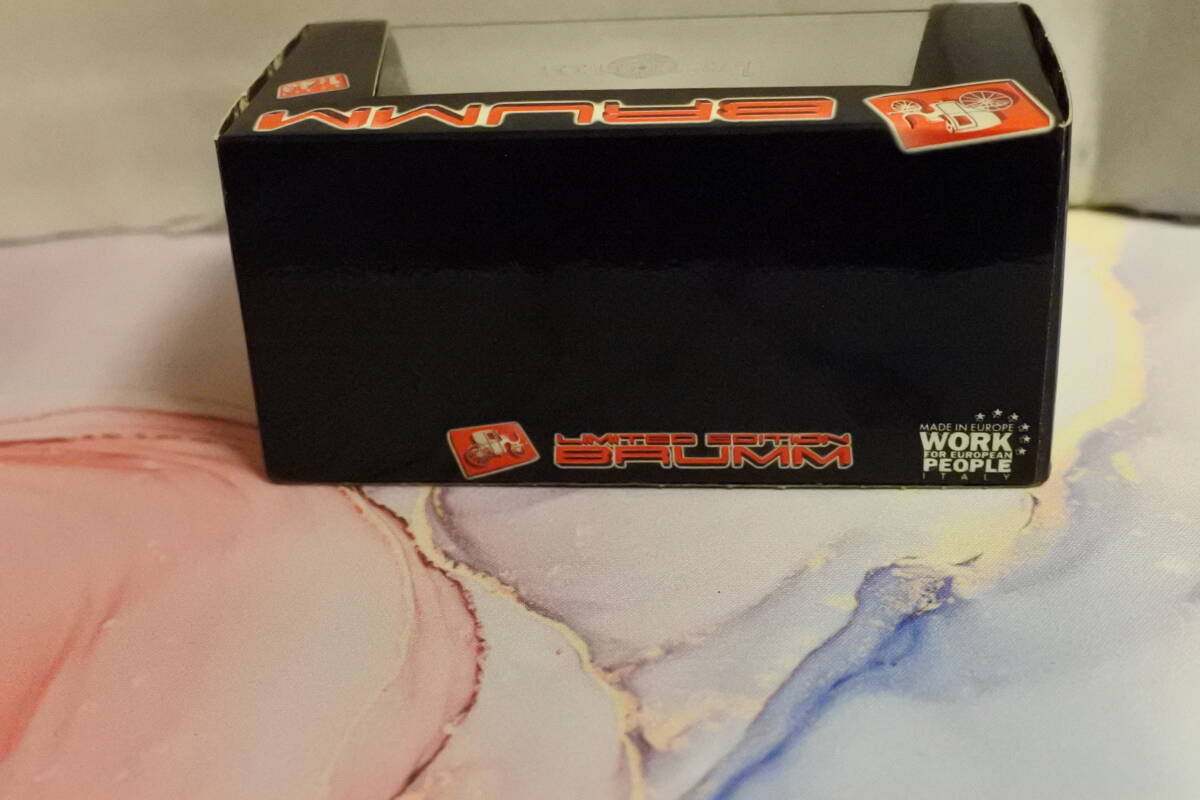 BRUMM
LIMITED EDITION
BRUMM
MADE IN EUROPE
WORK
FOR EUROPEAN
PEOPLE
ITALY